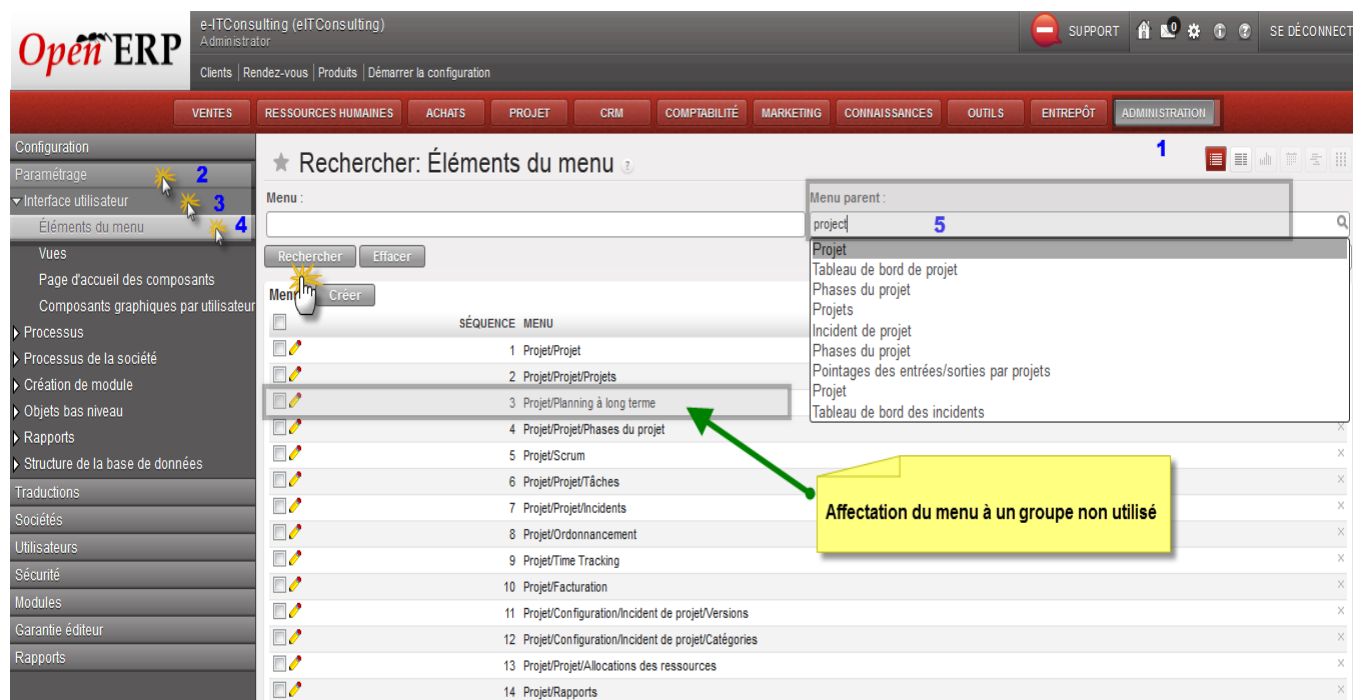 Open ERP
e-ITConsulting (eITConsulting)
Administrator
Clients | Rendez-vous | Produits | Démarrer la configuration
SUPPORT
0
SE DÉCONNECT
VENTES
RESSOURCES HUMAINES
ACHATS
PROJET
CRM
COMPTABILITÉ
MARKETING
CONNAISSANCES
OUTILS
ENTREPÔT
ADMINISTRATION
1
Configuration
Paramétrage
2
Interface utilisateur
3
Éléments du menu
4
Vues
Page d'accueil des composants
Composants graphiques par utilisateur
Processus
Processus de la société
Création de module
Objets bas niveau
Rapports
Structure de la base de données
Traductions
Sociétés
Utilisateurs
Sécurité
Modules
Garantie éditeur
Rapports
Rechercher: Éléments du menu ?
Menu :
Menu parent :
project
5
Projet
Tableau de bord de projet
Phases du projet
Projets
Incident de projet
Phases du projet
Pointages des entrées/sorties par projets
Projet
Tableau de bord des incidents
Rechercher
Effacer
Créer
SÉQUENCE MENU
1 Projet/Projet
2 Projet/Projet/Projets
3 Projet/Planning à long terme
4 Projet/Projet/Phases du projet
5 Projet/Scrum
6 Projet/Projet/Tâches
7 Projet/Projet/Incidents
8 Projet/Ordonnancement
9 Projet/Time Tracking
10 Projet/Facturation
11 Projet/Configuration/Incident de projet/Versions
12 Projet/Configuration/Incident de projet/Catégories
13 Projet/Projet/Allocations des ressources
14 Projet/Rapports
Affectation du menu à un groupe non utilisé